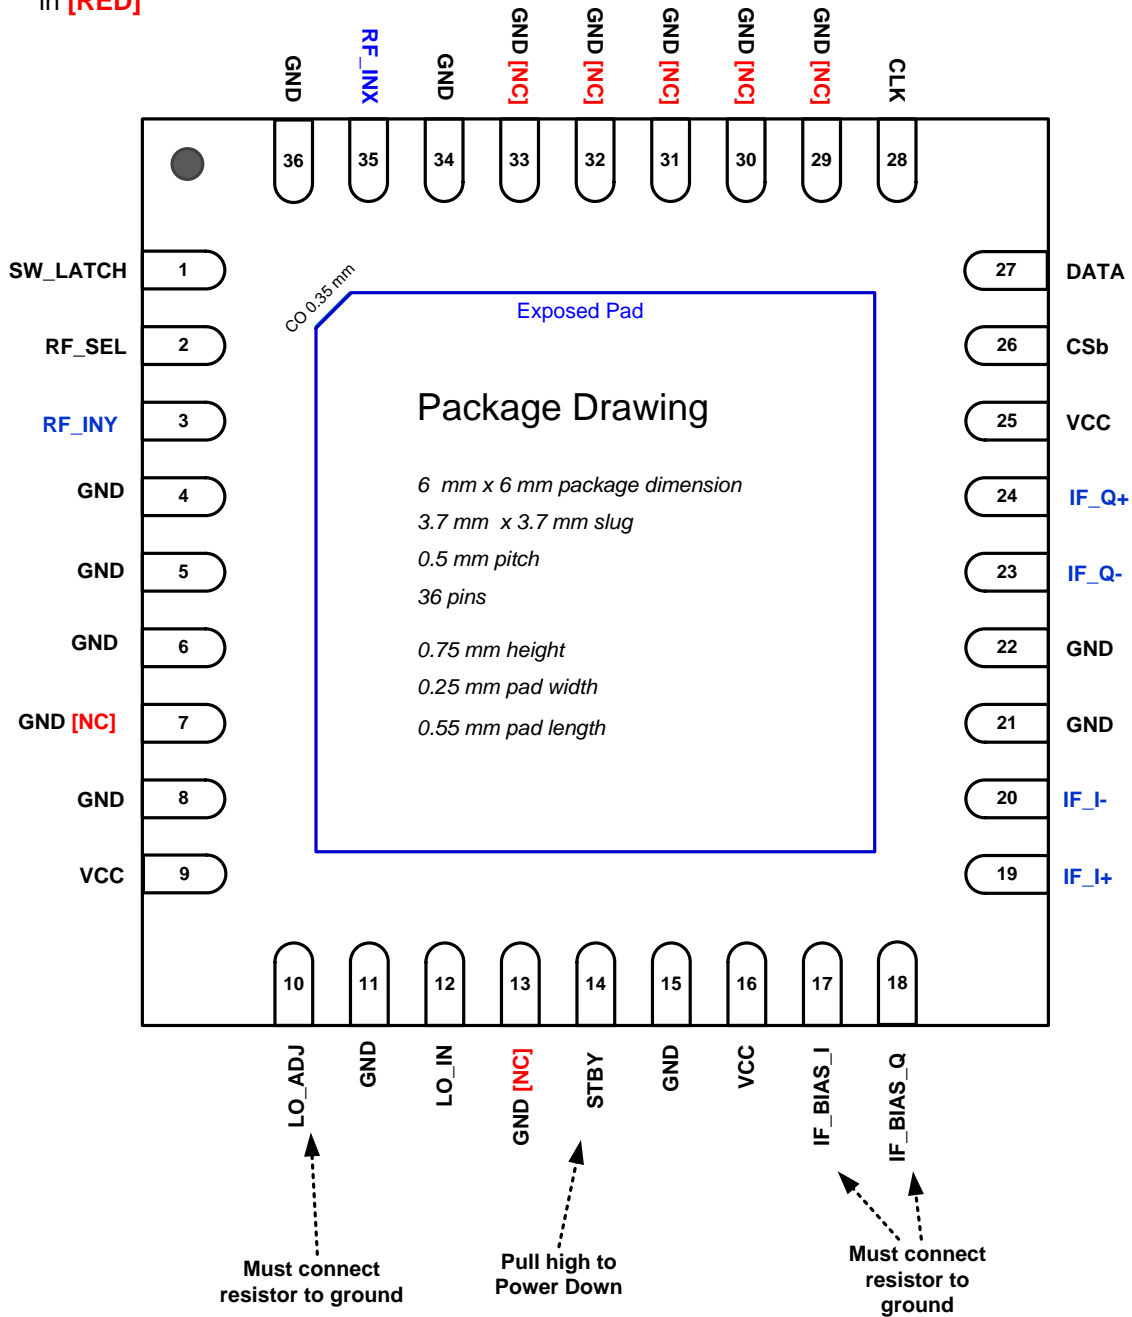 in [RED]
GND
RF_INX
GND
GND [NC]
GND [NC]
GND [NC]
GND [NC]
GND [NC]
CLK
36
35
34
33
32
31
30
29
28
SW_LATCH 1
RF_SEL 2
RF_INY 3
GND 4
GND 5
GND 6
GND [NC] 7
GND 8
VCC 9
CO 0.35 mm
Exposed Pad
Package Drawing
6 mm x 6 mm package dimension
3.7 mm x 3.7 mm slug
0.5 mm pitch
36 pins
0.75 mm height
0.25 mm pad width
0.55 mm pad length
27 DATA
26 CSb
25 VCC
24 IF_Q+
23 IF_Q-
22 GND
21 GND
20 IF_I-
19 IF_I+
10
11
12
13
14
15
16
17
18
LO_ADJ
GND
LO_IN
GND [NC]
STBY
GND
VCC
IF_BIAS_I
IF_BIAS_Q
Must connect
resistor to ground
Pull high to
Power Down
Must connect
resistor to
ground